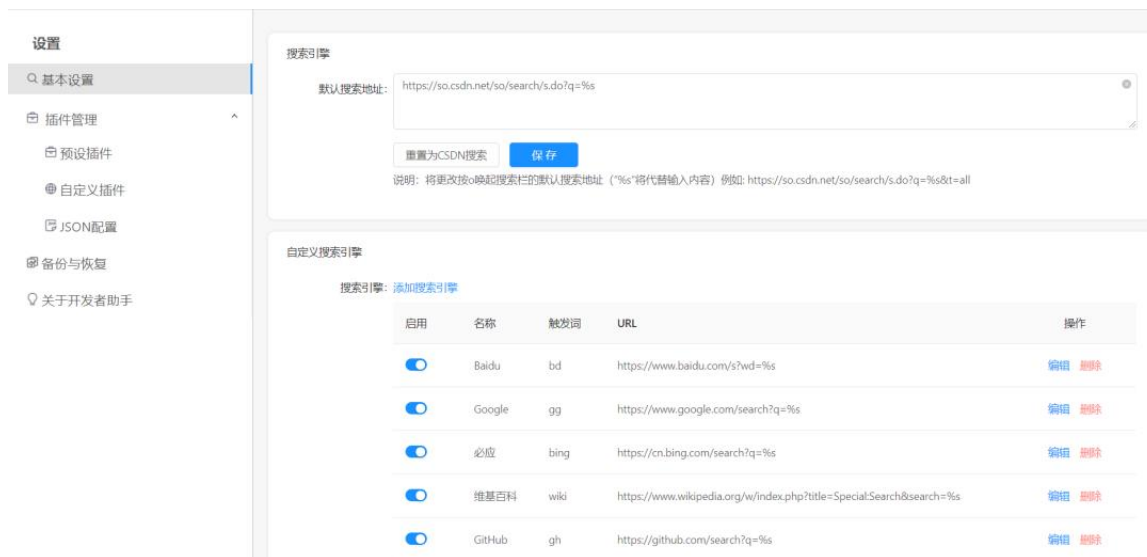 设置
基本设置
插件管理
预设插件
自定义插件
JSON配置
备份与恢复
关于开发者助手
搜索引擎
默认搜索地址: https://so.csdn.net/so/search/s.do?q=%s
重置为CSDN搜索 保存
说明: 将更改按o唤起搜索栏的默认搜索地址 ("%s"将代替输入内容) 例如: https://so.csdn.net/so/search/s.do?q=%s&t=all
自定义搜索引擎
搜索引擎: 添加搜索引擎
启用 名称 触发词 URL 操作
Baidu bd https://www.baidu.com/s?wd=%s 编辑 删除
Google gg https://www.google.com/search?q=%s 编辑 删除
必应 bing https://cn.bing.com/search?q=%s 编辑 删除
维基百科 wiki https://www.wikipedia.org/w/index.php?title=Special:Search&search=%s 编辑 删除
GitHub gh https://github.com/search?q=%s 编辑 删除